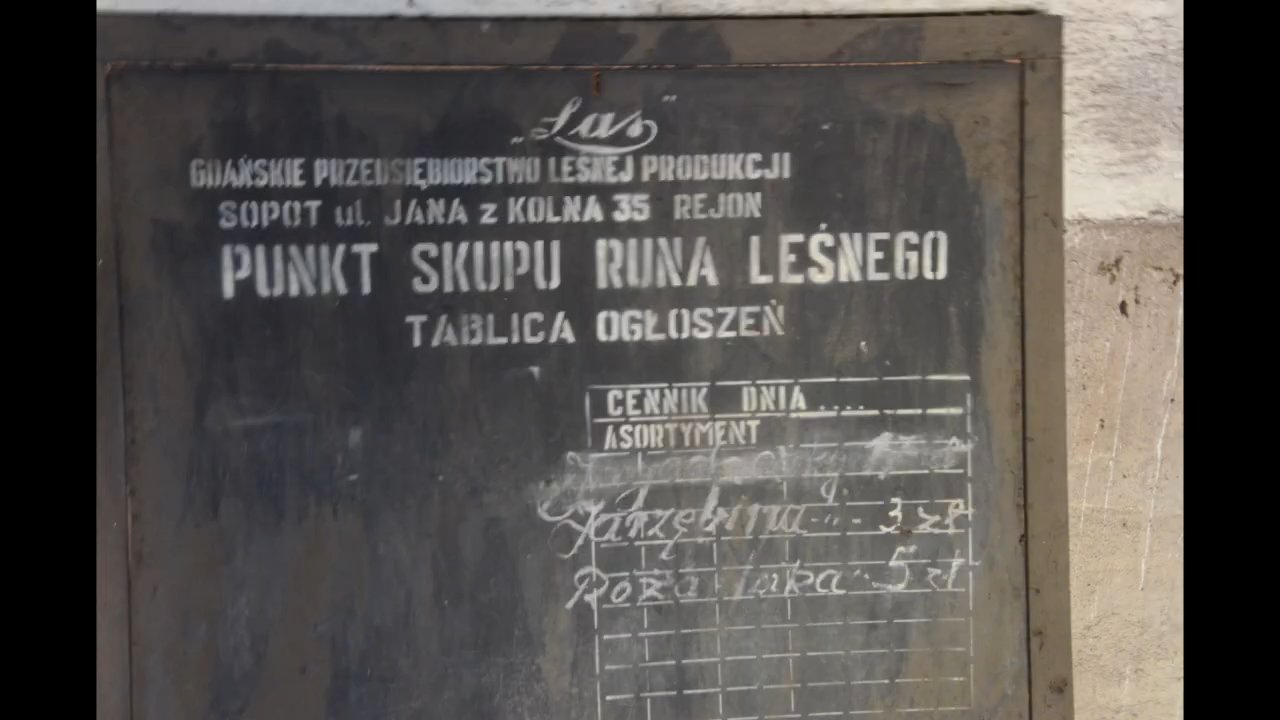 „Las"
GDAŃSKIE PRZEDSIĘBIORSTWO LEŚNEJ PRODUKCJI
SOPOT ul. JANA z KOLNA 35 REJON
PUNKT SKUPU RUNA LEŚNEGO
TABLICA OGŁOSZEŃ
CENNIK DNIA ....
ASORTYMENT
Jarzębina ... 3 zł
Róża 5 zł